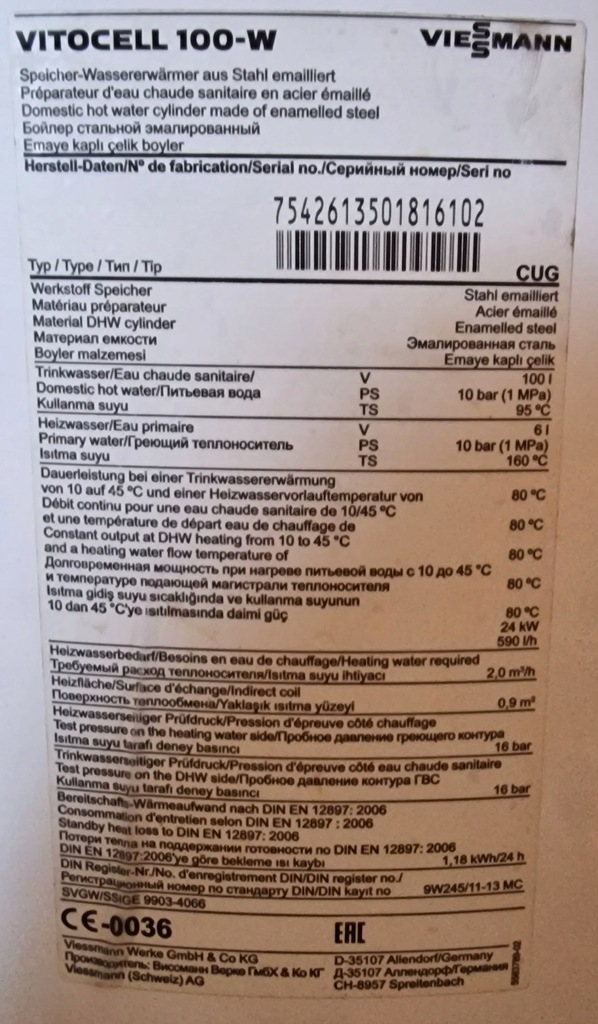 VITOCELL 100-W
VIESSMANN
Speicher-Wassererwärmer aus Stahl emailliert
Préparateur d'eau chaude sanitaire en acier émaillé
Domestic hot water cylinder made of enamelled steel
Бойлер стальной эмалированный
Emaye kaplı çelik boyler
Herstell-Daten/N° de fabrication/Serial no./Серийный номер/Seri no
7542613501816102
Typ / Type / Тип / Tip CUG
Werkstoff Speicher Stahl emailliert
Matériau préparateur Acier émaillé
Material DHW cylinder Enamelled steel
Материал емкости Эмалированная сталь
Boyler malzemesi Emaye kaplı çelik
Trinkwasser/Eau chaude sanitaire/ V 100 l
Domestic hot water/Питьевая вода PS 10 bar (1 MPa)
Kullanma suyu TS 95 °C
Heizwasser/Eau primaire V 6 l
Primary water/Греющий теплоноситель PS 10 bar (1 MPa)
Isıtma suyu TS 160 °C
Dauerleistung bei einer Trinkwassererwärmung
von 10 auf 45 °C und einer Heizwasservorlauftemperatur von 80 °C
Débit continu pour une eau chaude sanitaire de 10/45 °C
et une température de départ eau de chauffage de 80 °C
Constant output at DHW heating from 10 to 45 °C
and a heating water flow temperature of 80 °C
Долговременная мощность при нагреве питьевой воды с 10 до 45 °C
и температуре подающей магистрали теплоносителя 80 °C
Isıtma gidiş suyu sıcaklığında ve kullanma suyunun
10 dan 45 °C'ye ısıtılmasında daimi güç 80 °C
24 kW
590 l/h
Heizwasserbedarf/Besoins en eau de chauffage/Heating water required
Требуемый расход теплоносителя/Isıtma suyu ihtiyacı 2,0 m³/h
Heizfläche/Surface d'échange/Indirect coil
Поверхность теплообмена/Yaklaşık ısıtma yüzeyi 0,9 m²
Heizwasserseitiger Prüfdruck/Pression d'épreuve côté chauffage
Test pressure on the heating water side/Пробное давление греющего контура
Isıtma suyu tarafı deney basıncı 16 bar
Trinkwasserseitiger Prüfdruck/Pression d'épreuve côté eau chaude sanitaire
Test pressure on the DHW side/Пробное давление контура ГВС
Kullanma suyu tarafı deney basıncı 16 bar
Bereitschafts-Wärmeaufwand nach DIN EN 12897: 2006
Consommation d'entretien selon DIN EN 12897 : 2006
Standby heat loss to DIN EN 12897: 2006
Потери тепла на поддержании готовности по DIN EN 12897: 2006
DIN EN 12897:2006'ye göre bekleme ısı kaybı 1,18 kWh/24 h
DIN Register-Nr./No. d'enregistrement DIN/DIN register no./
Регистрационный номер по стандарту DIN/DIN kayıt no 9W245/11-13 MC
SVGW/SSIGE 9903-4066
CE-0036 EAC
Viessmann Werke GmbH & Co KG D-35107 Allendorf/Germany
Производитель: Виссманн Верке ГмбХ & Ко КГ Д-35107 Аллендорф/Германия
Viessmann (Schweiz) AG CH-8957 Spreitenbach